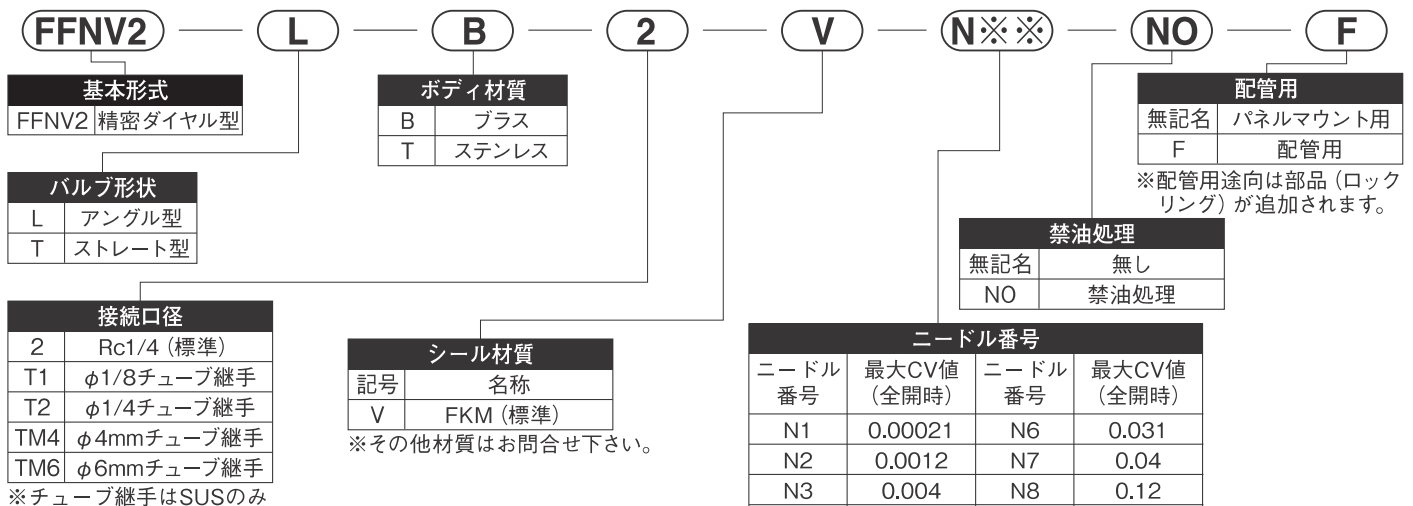 FFNV2 — L — B — 2 — V — N※※ — NO — F
基本形式
FFNV2 精密ダイヤル型
バルブ形状
L アングル型
T ストレート型
ボディ材質
B ブラス
T ステンレス
配管用
無記名 パネルマウント用
F 配管用
※配管用途向は部品（ロック
リング）が追加されます。
禁油処理
無記名 無し
NO 禁油処理
接続口径
2 Rc1/4（標準）
T1 φ1/8チューブ継手
T2 φ1/4チューブ継手
TM4 φ4mmチューブ継手
TM6 φ6mmチューブ継手
※チューブ継手はSUSのみ
シール材質
記号 名称
V FKM（標準）
※その他材質はお問合せ下さい。
ニードル番号
ニードル 最大CV値 ニードル 最大CV値
番号 （全開時） 番号 （全開時）
N1 0.00021 N6 0.031
N2 0.0012 N7 0.04
N3 0.004 N8 0.12